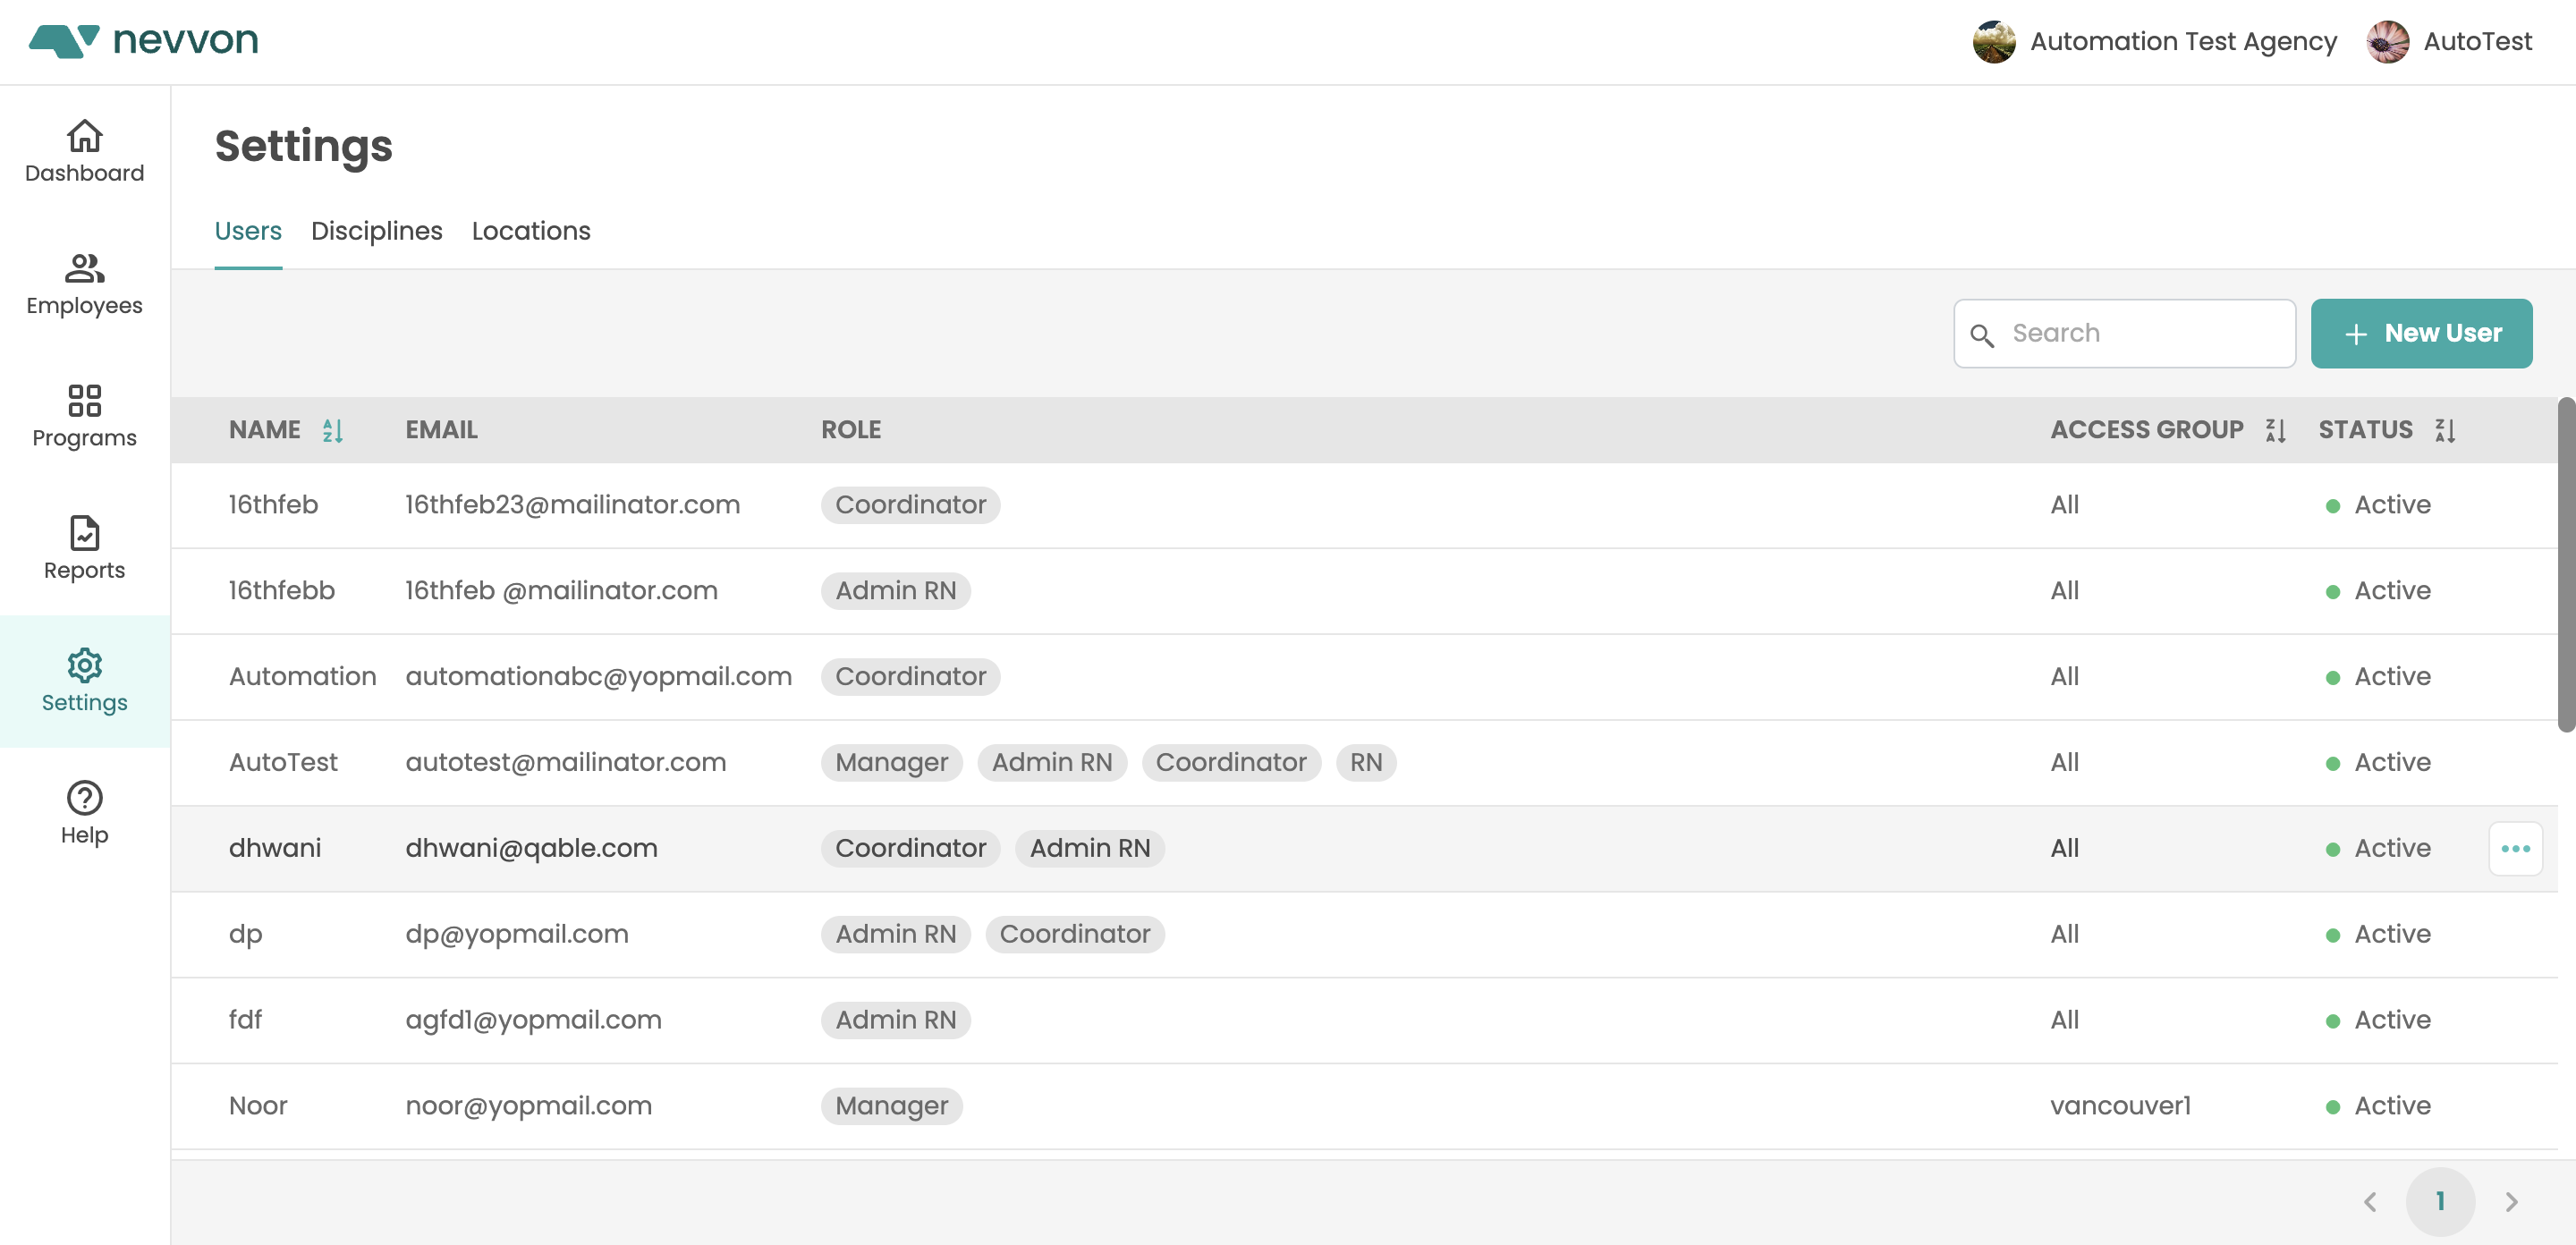 nevvon
Automation Test Agency
AutoTest
Dashboard
Employees
Programs
Reports
Settings
Help
Settings
Users Disciplines Locations
Search
+ New User
NAME EMAIL ROLE ACCESS GROUP STATUS
16thfeb 16thfeb23@mailinator.com Coordinator All Active
16thfebb 16thfeb @mailinator.com Admin RN All Active
Automation automationabc@yopmail.com Coordinator All Active
AutoTest autotest@mailinator.com Manager Admin RN Coordinator RN All Active
dhwani dhwani@qable.com Coordinator Admin RN All Active
dp dp@yopmail.com Admin RN Coordinator All Active
fdf agfd1@yopmail.com Admin RN All Active
Noor noor@yopmail.com Manager vancouver1 Active
1